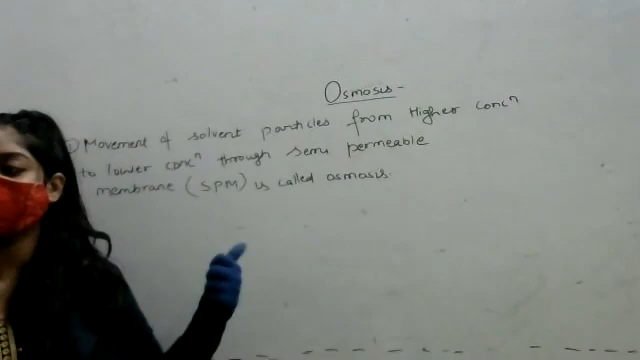 Osmosis -
① Movement of solvent particles from Higher concⁿ
to lower concⁿ through semi permeable
membrane (SPM) is called osmosis.